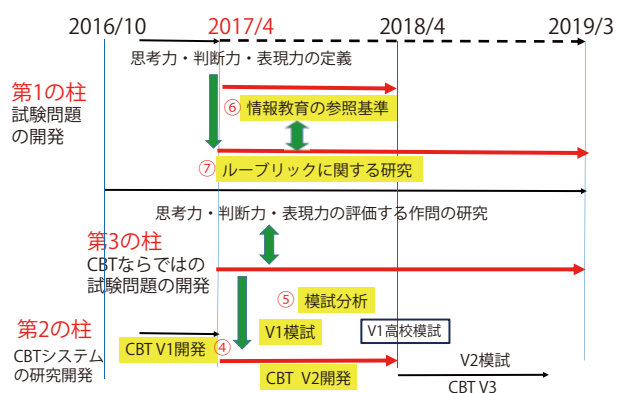 2016/10 2017/4 2018/4 2019/3
思考力・判断力・表現力の定義
第1の柱
試験問題
の開発
⑥ 情報教育の参照基準
⑦ ルーブリックに関する研究
思考力・判断力・表現力の評価する作問の研究
第3の柱
CBTならではの
試験問題の開発
⑤ 模試分析
第2の柱
CBTシステム
の研究開発
V1模試
V1高校模試
CBT V1開発 ④
CBT V2開発
V2模試
CBT V3